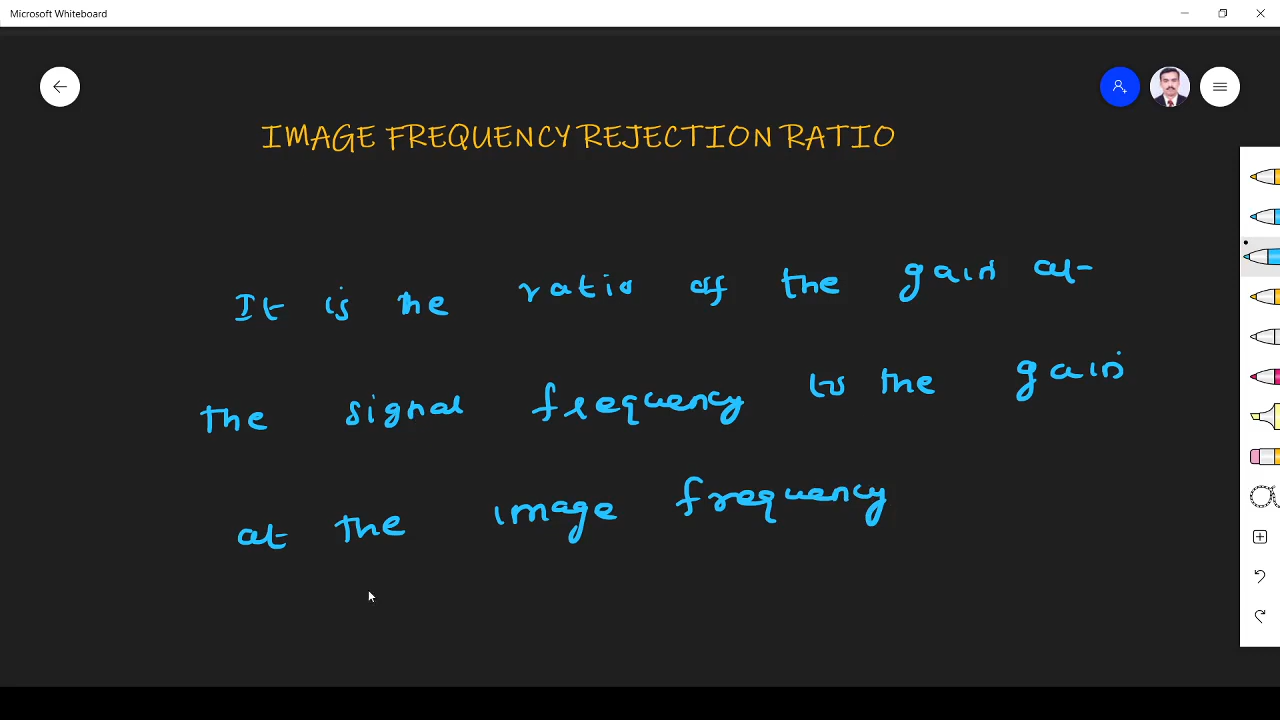 Microsoft Whiteboard
IMAGE FREQUENCY REJECTION RATIO
It is he ratio of the gain at
the signal frequency to the gain
at the image frequency